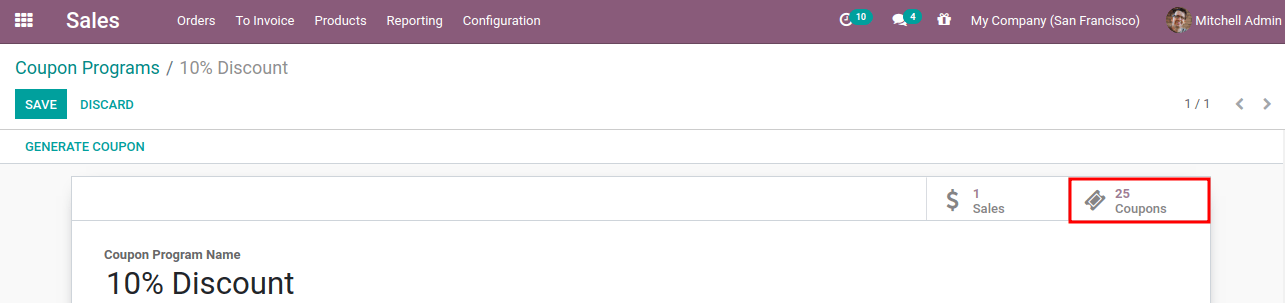 Sales Orders To Invoice Products Reporting Configuration 10 4 My Company (San Francisco) Mitchell Admin
Coupon Programs / 10% Discount
SAVE DISCARD 1 / 1
GENERATE COUPON
1
Sales
25
Coupons
Coupon Program Name
10% Discount